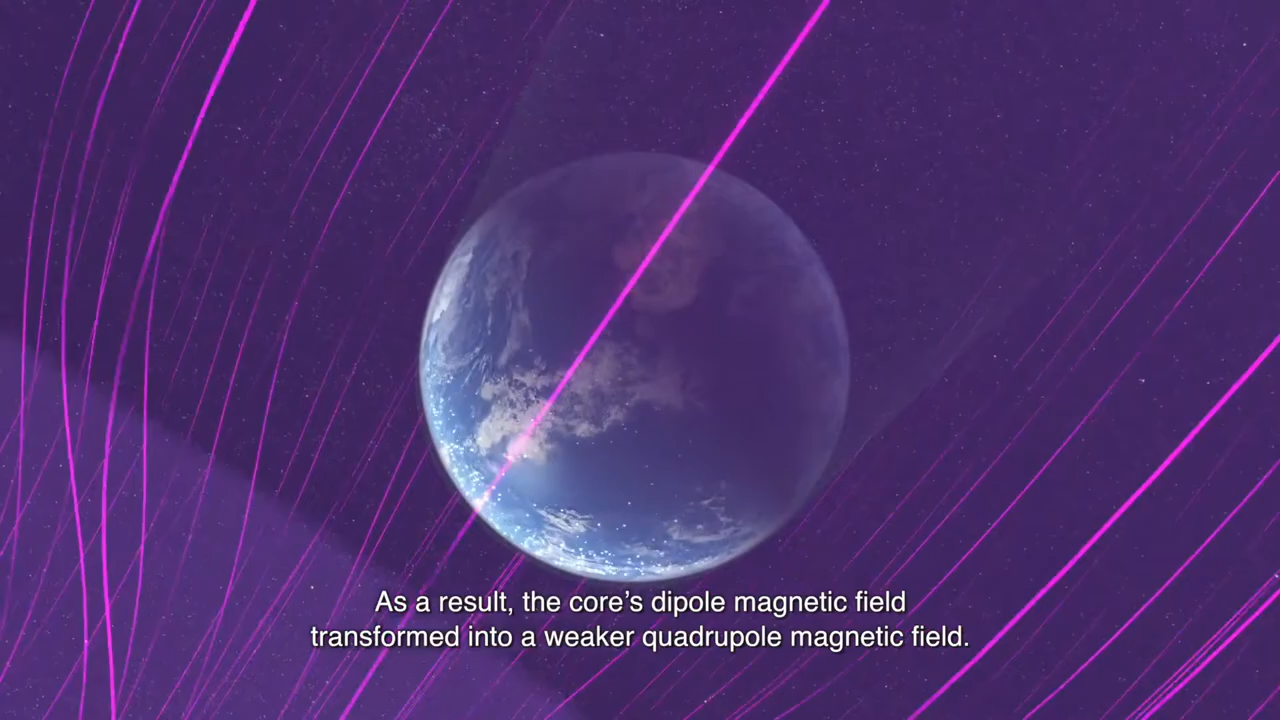 As a result, the core’s dipole magnetic field
transformed into a weaker quadrupole magnetic field.